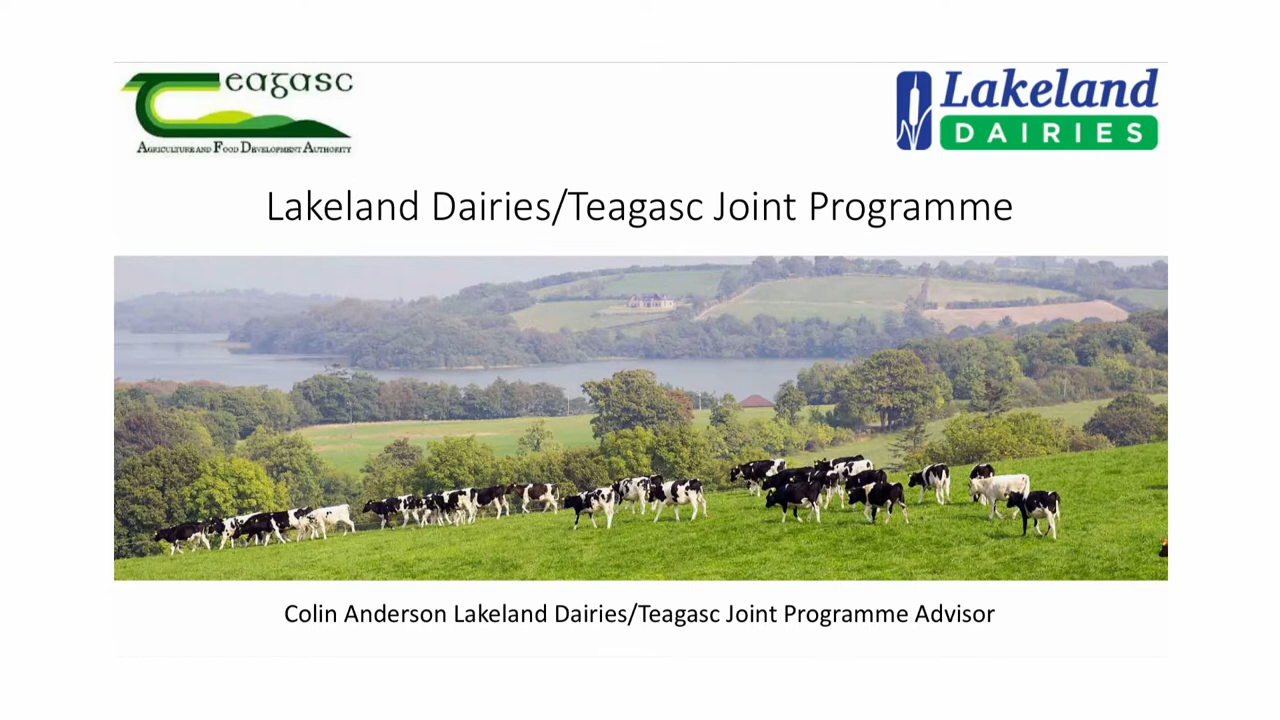 Teagasc
AGRICULTURE AND FOOD DEVELOPMENT AUTHORITY
Lakeland
DAIRIES
Lakeland Dairies/Teagasc Joint Programme
Colin Anderson Lakeland Dairies/Teagasc Joint Programme Advisor